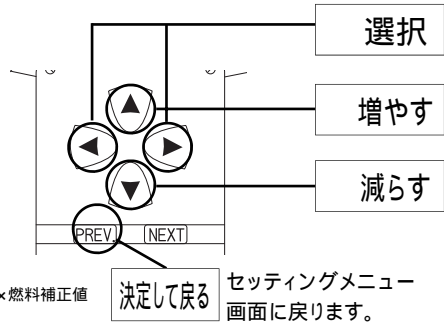 選択
増やす
減らす
PREV.
NEXT
×燃料補正値
決定して戻る
セッティングメニュー
画面に戻ります。